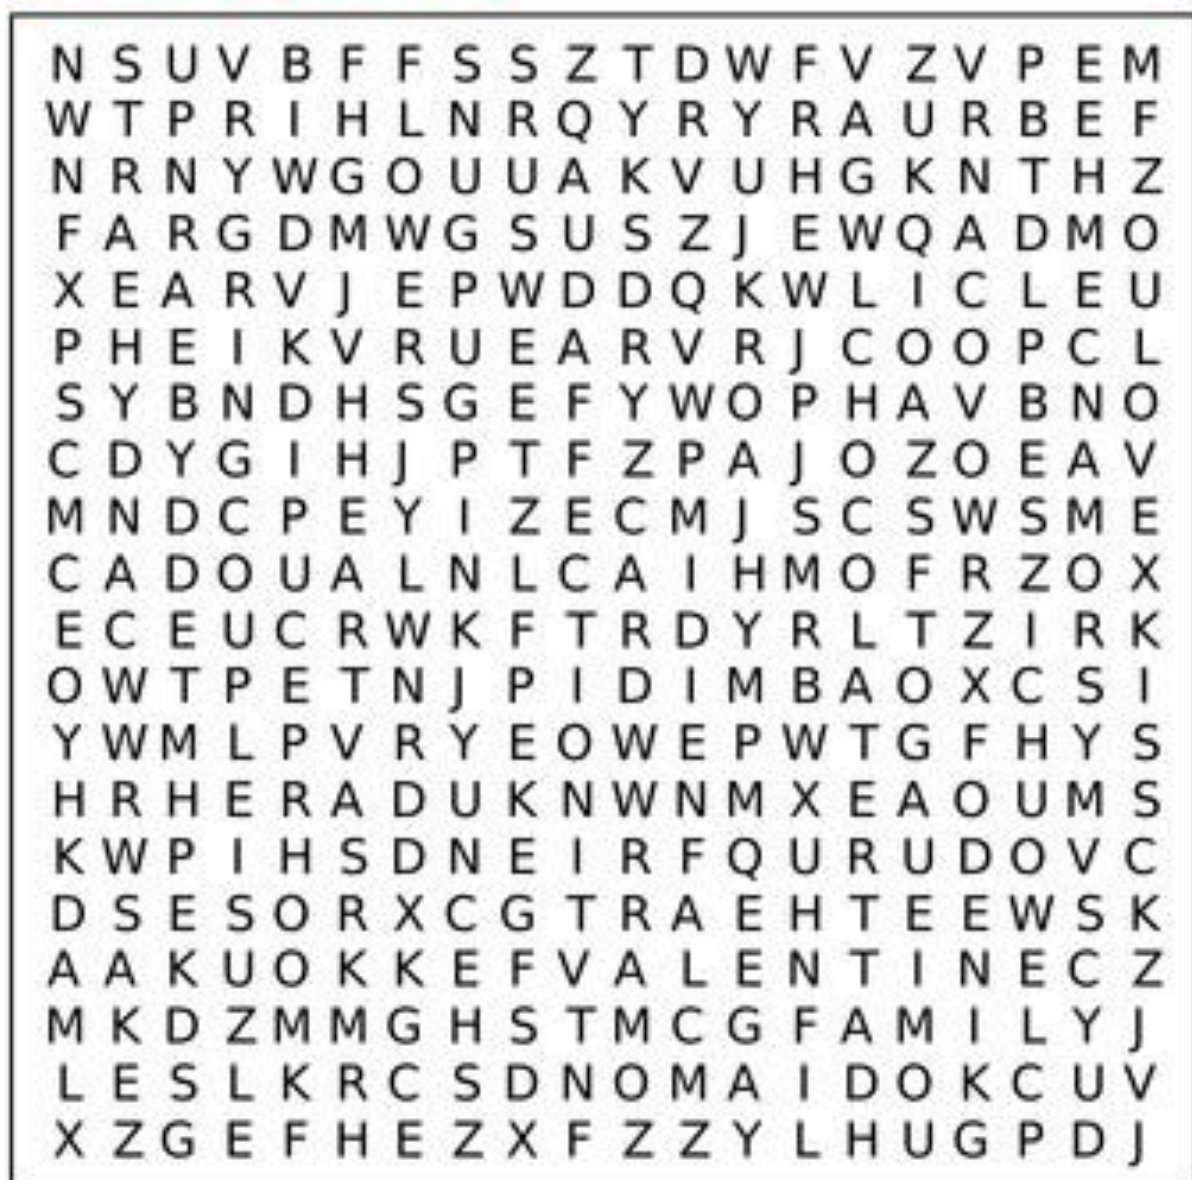 N S U V B F F S S Z T D W F V Z V P E M
W T P R I H L N R Q Y R Y R A U R B E F
N R N Y W G O U U A K V U H G K N T H Z
F A R G D M W G S U S Z J E W Q A D M O
X E A R V J E P W D D Q K W L I C L E U
P H E I K V R U E A R V R J C O O P C L
S Y B N D H S G E F Y W O P H A V B N O
C D Y G I H J P T F Z P A J O Z O E A V
M N D C P E Y I Z E C M J S C S W S M E
C A D O U A L N L C A I H M O F R Z O X
E C E U C R W K F T R D Y R L T Z I R K
O W T P E T N J P I D I M B A O X C S I
Y W M L P V R Y E O W E P W T G F H Y S
H R H E R A D U K N W N M X E A O U M S
K W P I H S D N E I R F Q U R U D O V C
D S E S O R X C G T R A E H T E E W S K
A A K U O K K E F V A L E N T I N E C Z
M K D Z M M G H S T M C G F A M I L Y J
L E S L K R C S D N O M A I D O K C U V
X Z G E F H E Z X F Z Z Y L H U G P D J